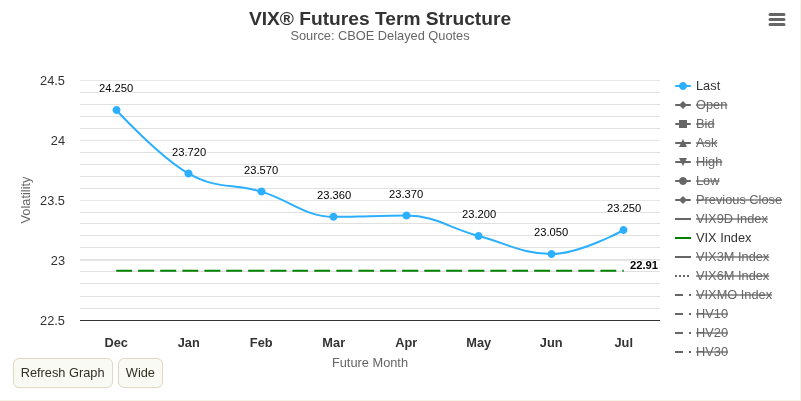 VIX® Futures Term Structure
Source: CBOE Delayed Quotes
24.5
24
23.5
23
22.5
Volatility
24.250
23.720
23.570
23.360
23.370
23.200
23.050
23.250
22.91
Dec Jan Feb Mar Apr May Jun Jul
Future Month
Last
Open
Bid
Ask
High
Low
Previous Close
VIX9D Index
VIX Index
VIX3M Index
VIX6M Index
VIXMO Index
HV10
HV20
HV30
Refresh Graph Wide